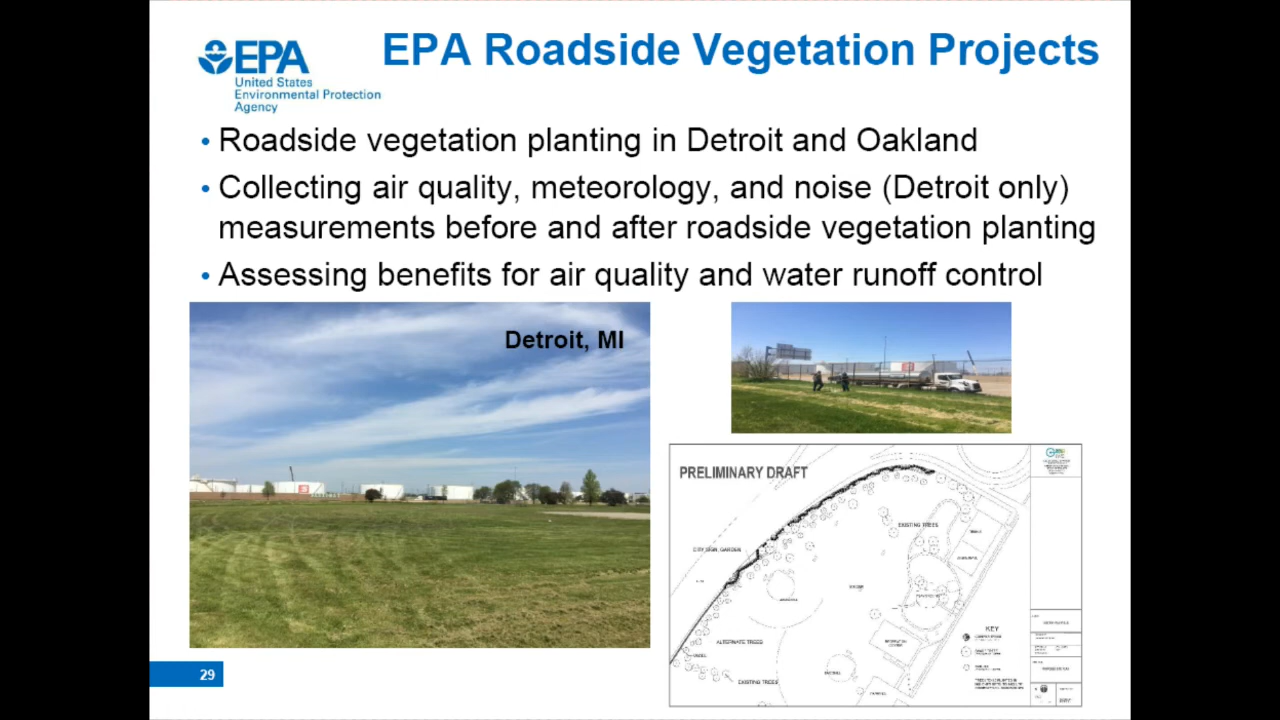 EPA Roadside Vegetation Projects
EPA
United States
Environmental Protection
Agency
• Roadside vegetation planting in Detroit and Oakland
• Collecting air quality, meteorology, and noise (Detroit only)
measurements before and after roadside vegetation planting
• Assessing benefits for air quality and water runoff control
Detroit, MI
PRELIMINARY DRAFT
EXISTING TREES
ALTERNATE TREES
EXISTING TREES
KEY
29